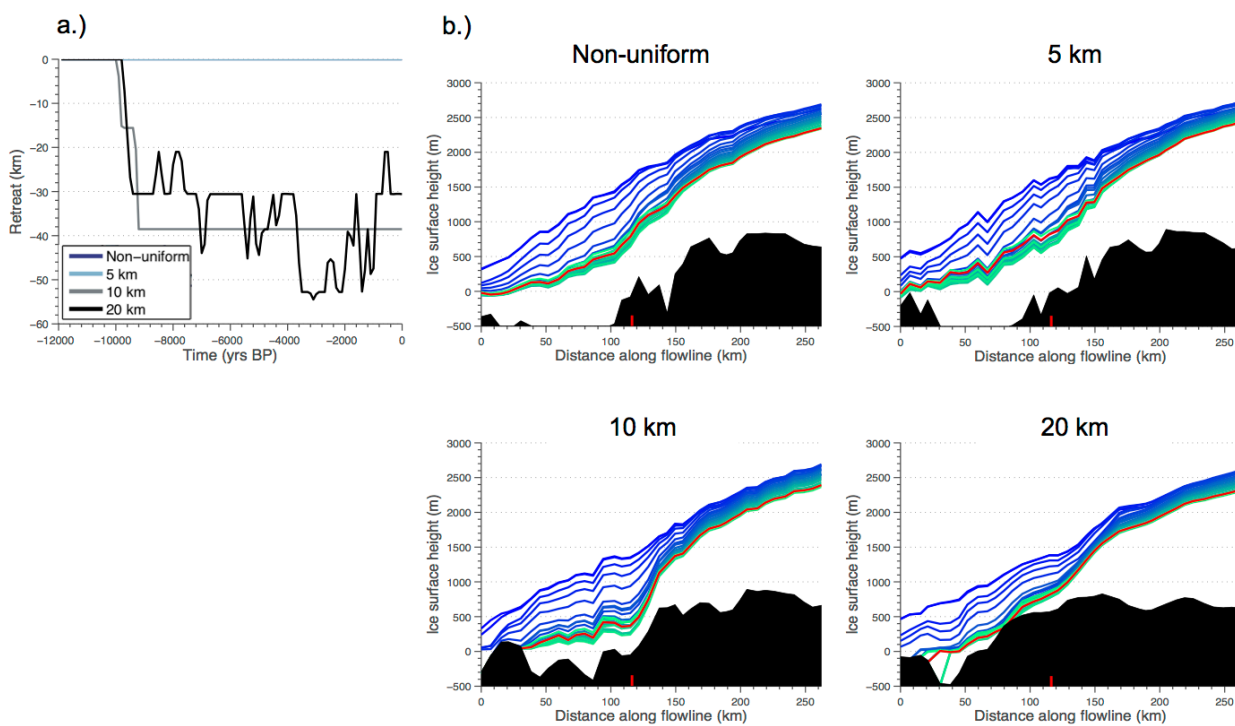 a.)
b.)
Non-uniform
5 km
0
−10
−20
−30
−40
−50
−60
Retreat (km)
−12000 −10000 −8000 −6000 −4000 −2000 0
Time (yrs BP)
Non−uniform
5 km
10 km
20 km
3000
2500
2000
1500
1000
500
0
−500
Ice surface height (m)
0 50 100 150 200 250
Distance along flowline (km)
3000
2500
2000
1500
1000
500
0
−500
Ice surface height (m)
0 50 100 150 200 250
Distance along flowline (km)
10 km
20 km
3000
2500
2000
1500
1000
500
0
−500
Ice surface height (m)
0 50 100 150 200 250
Distance along flowline (km)
3000
2500
2000
1500
1000
500
0
−500
Ice surface height (m)
0 50 100 150 200 250
Distance along flowline (km)